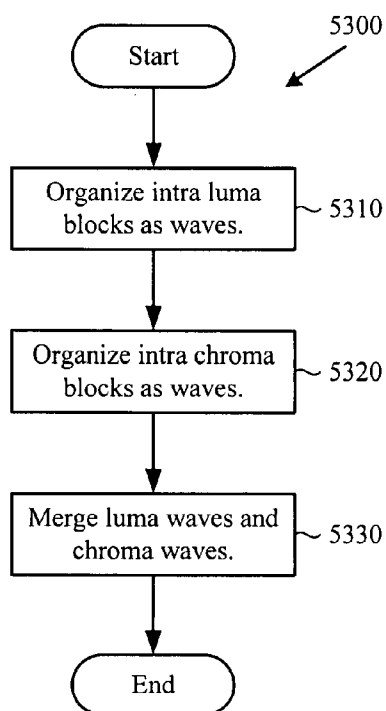 5300
Start
Organize intra luma
blocks as waves.
5310
Organize intra chroma
blocks as waves.
5320
Merge luma waves and
chroma waves.
5330
End